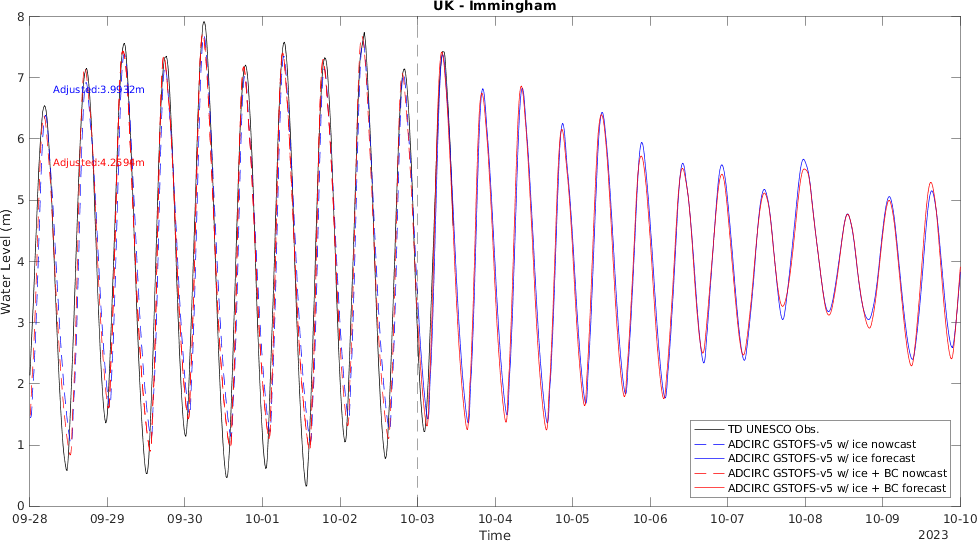 UK - Immingham
8
7
6
5
4
3
2
1
0
Water Level (m)
Adjusted:3.9932m
Adjusted:4.2594m
TD UNESCO Obs.
ADCIRC GSTOFS-v5 w/ ice nowcast
ADCIRC GSTOFS-v5 w/ ice forecast
ADCIRC GSTOFS-v5 w/ ice + BC nowcast
ADCIRC GSTOFS-v5 w/ ice + BC forecast
09-28 09-29 09-30 10-01 10-02 10-03 10-04 10-05 10-06 10-07 10-08 10-09 10-10
Time
2023